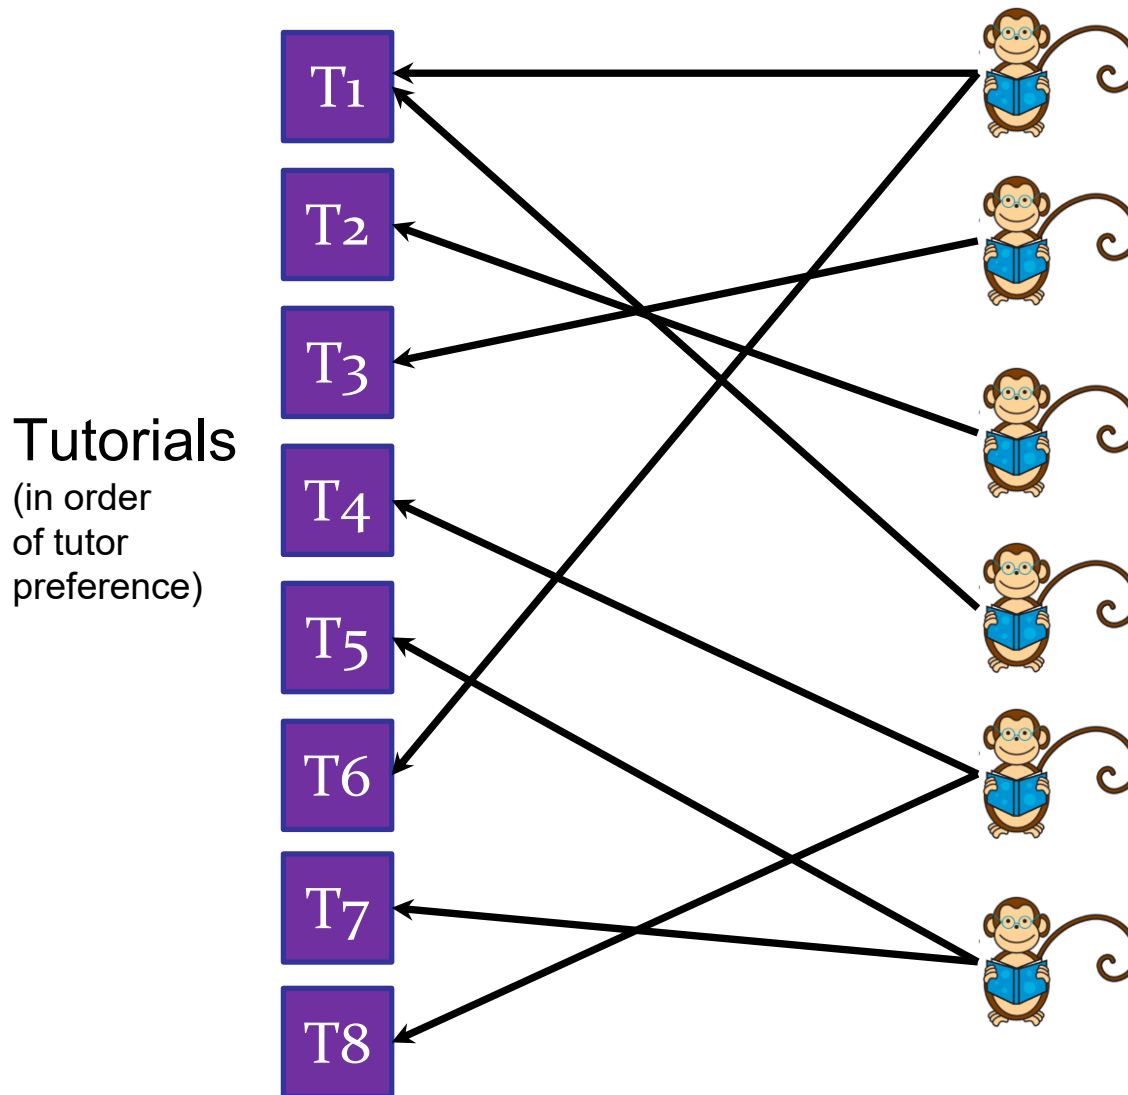 T1
T2
T3
Tutorials
(in order
of tutor
preference)
T4
T5
T6
T7
T8